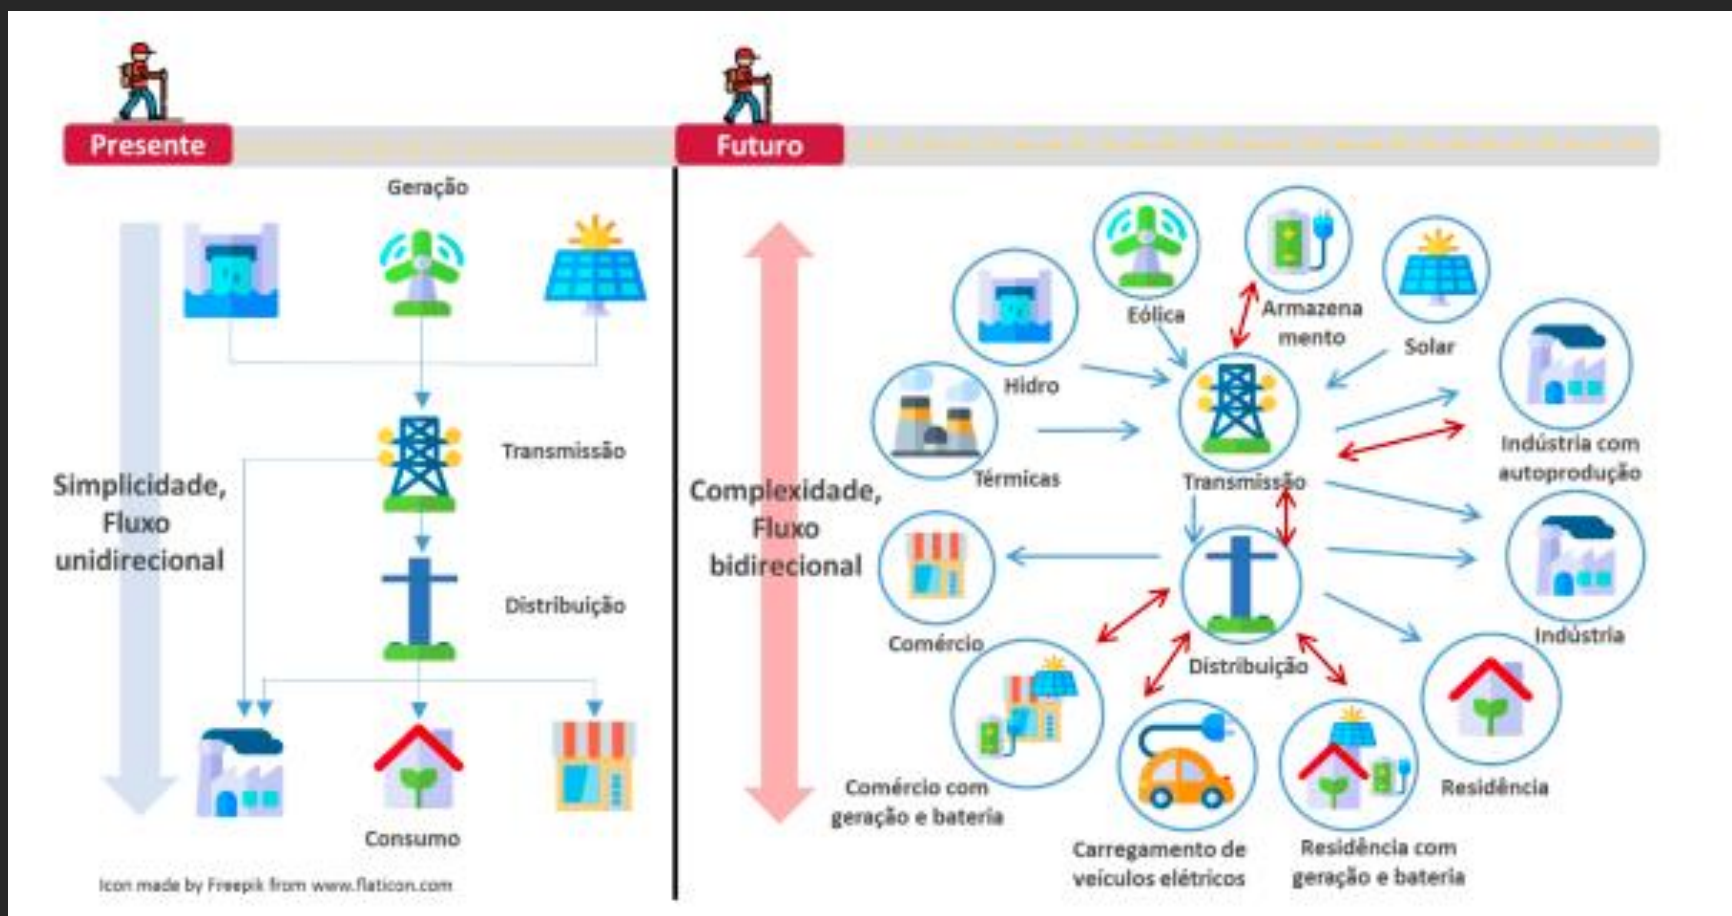 Presente
Geração
Transmissão
Simplicidade,
Fluxo
unidirecional
Distribuição
Consumo
Icon made by Freepik from www.flaticon.com
Futuro
Complexidade,
Fluxo
bidirecional
Eólica
Armazena
mento
Solar
Hidro
Térmicas
Transmissão
Indústria com
autoprodução
Indústria
Comércio
Distribuição
Comércio com
geração e bateria
Carregamento de
veículos elétricos
Residência com
geração e bateria
Residência